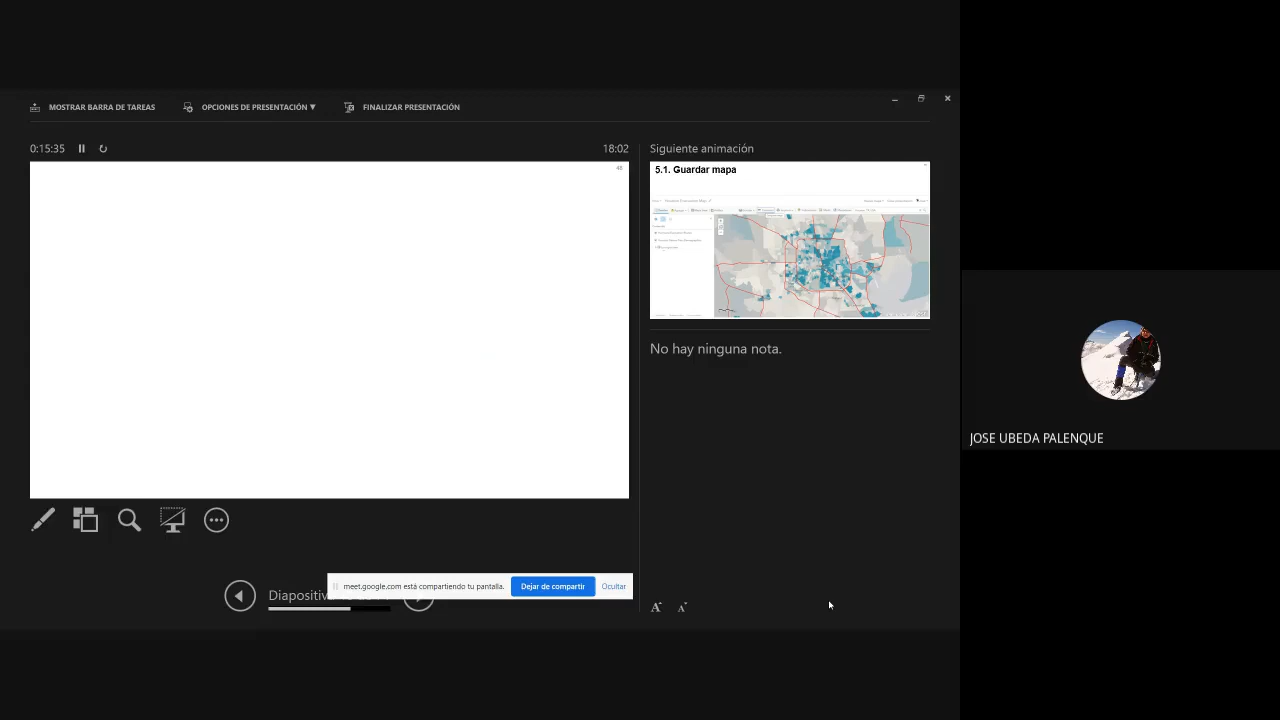 MOSTRAR BARRA DE TAREAS
OPCIONES DE PRESENTACIÓN ▼
FINALIZAR PRESENTACIÓN
0:15:35
18:02
48
Siguiente animación
5.1. Guardar mapa
No hay ninguna nota.
JOSE UBEDA PALENQUE
meet.google.com está compartiendo tu pantalla.
Dejar de compartir
Ocultar
Diapositiv
A A